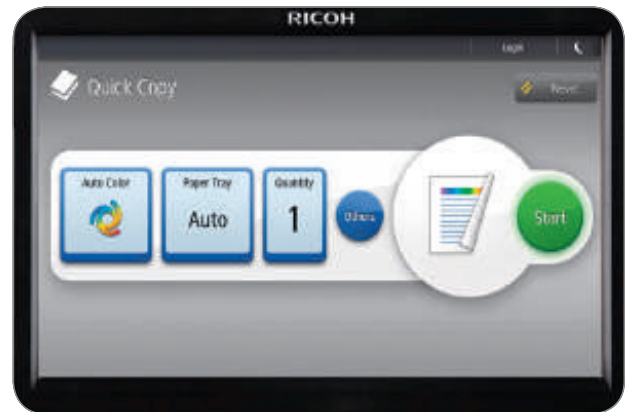 RICOH
Login
Quick Copy
Reset
Auto Color
Paper Tray
Quantity
Auto
1
Others
Start